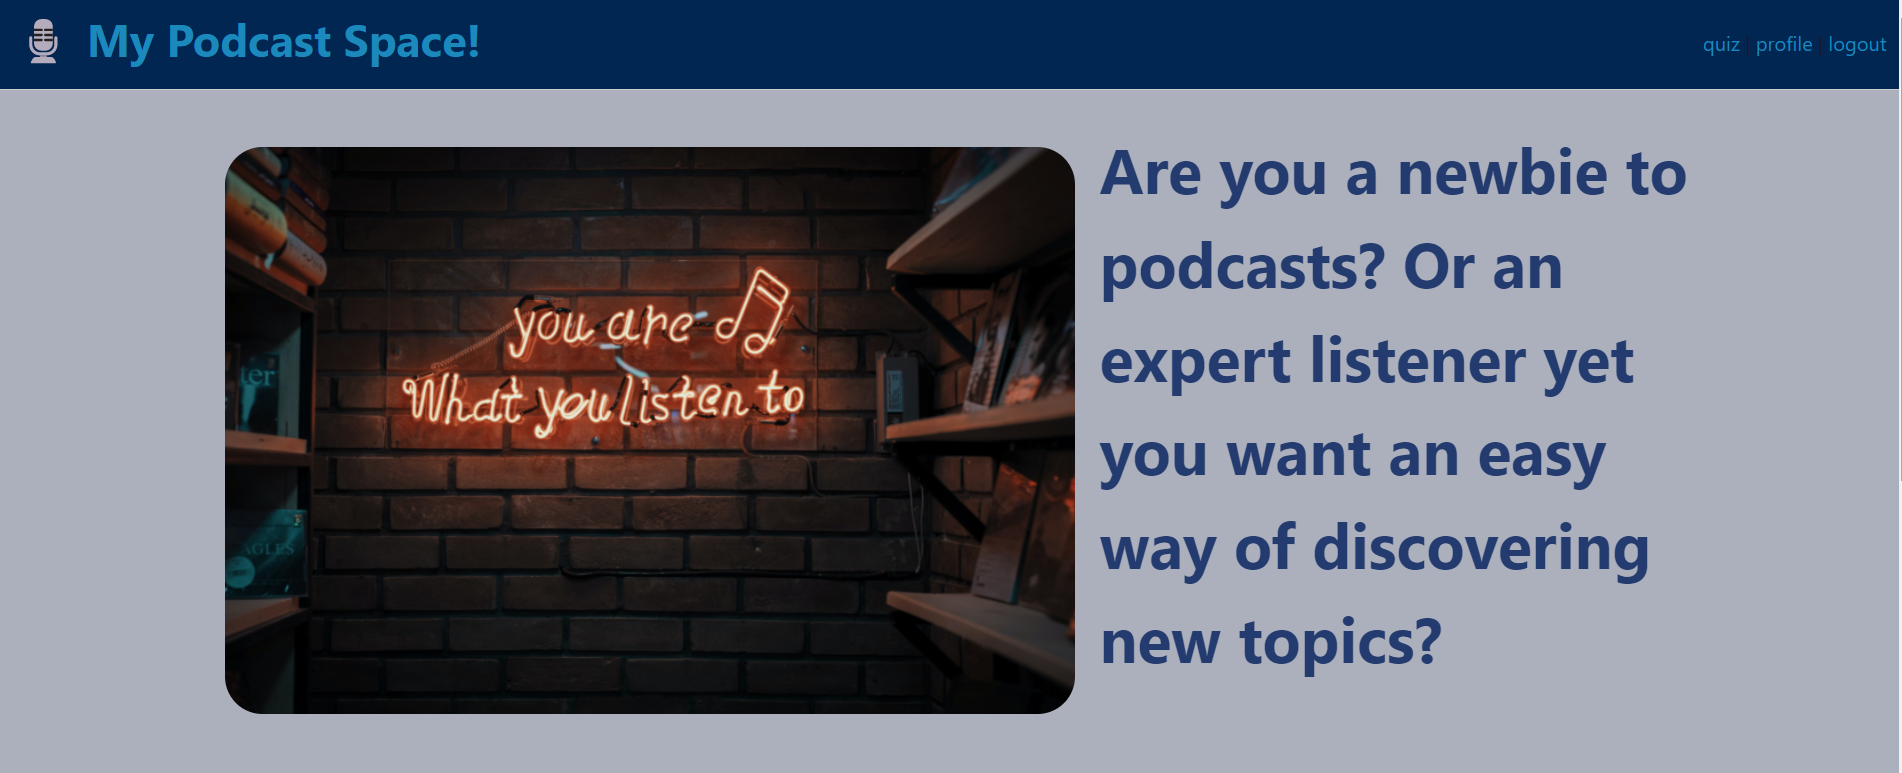 My Podcast Space!
quiz | profile | logout
you are
What you listen to
ter
AGLES
Are you a newbie to
podcasts? Or an
expert listener yet
you want an easy
way of discovering
new topics?